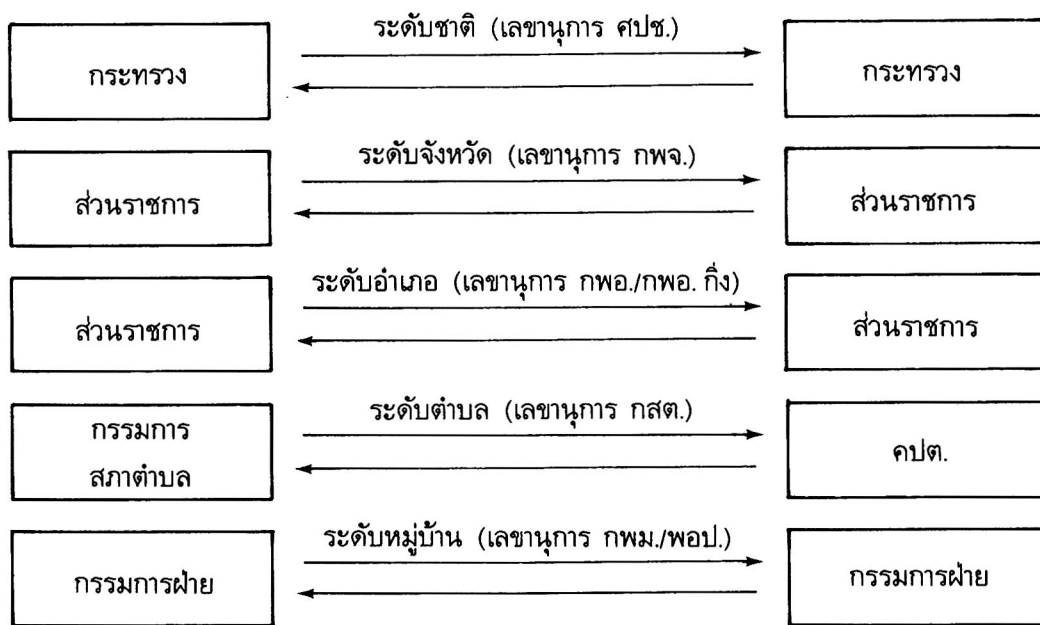 ระดับชาติ (เลขานุการ ศปช.)
กระทรวง
กระทรวง
ระดับจังหวัด (เลขานุการ กพจ.)
ส่วนราชการ
ส่วนราชการ
ระดับอำเภอ (เลขานุการ กพอ./กพอ. กิ่ง)
ส่วนราชการ
ส่วนราชการ
ระดับตำบล (เลขานุการ กสต.)
กรรมการ
สภาตำบล
คปต.
ระดับหมู่บ้าน (เลขานุการ กพม./พอป.)
กรรมการฝ่าย
กรรมการฝ่าย